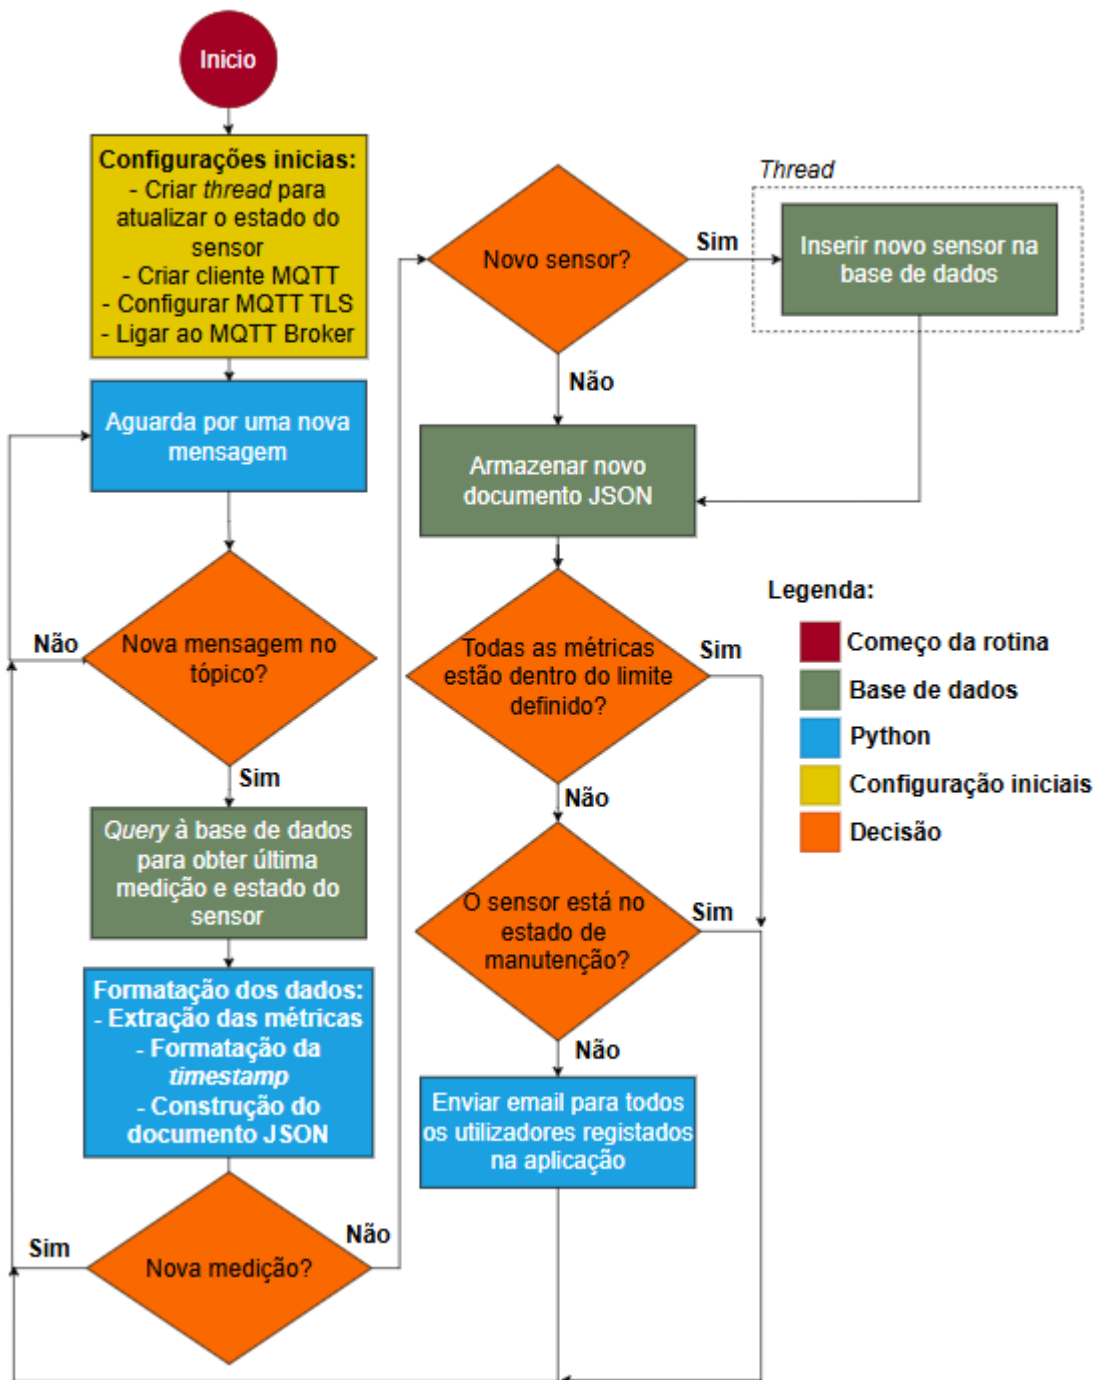 Inicio
Configurações inicias:
- Criar thread para
atualizar o estado do
sensor
- Criar cliente MQTT
- Configurar MQTT TLS
- Ligar ao MQTT Broker
Aguarda por uma nova
mensagem
Nova mensagem no
tópico?
Não
Sim
Query à base de dados
para obter última
medição e estado do
sensor
Formatação dos dados:
- Extração das métricas
- Formatação da
timestamp
- Construção do
documento JSON
Nova medição?
Sim
Não
Novo sensor?
Sim
Não
Thread
Inserir novo sensor na
base de dados
Armazenar novo
documento JSON
Todas as métricas
estão dentro do limite
definido?
Sim
Não
O sensor está no
estado de
manutenção?
Sim
Não
Enviar email para todos
os utilizadores registados
na aplicação
Legenda:
Começo da rotina
Base de dados
Python
Configuração iniciais
Decisão